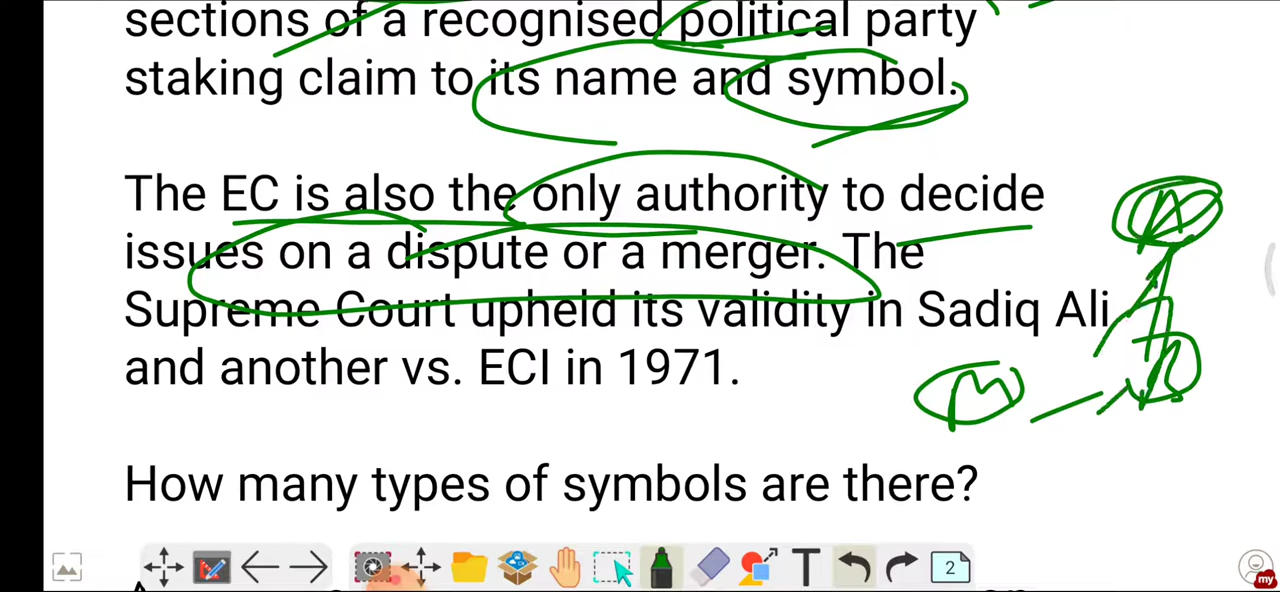 sections of a recognised political party
staking claim to its name and symbol.
The EC is also the only authority to decide
issues on a dispute or a merger. The
Supreme Court upheld its validity in Sadiq Ali
and another vs. ECI in 1971.
A
M
How many types of symbols are there?
T
2
my